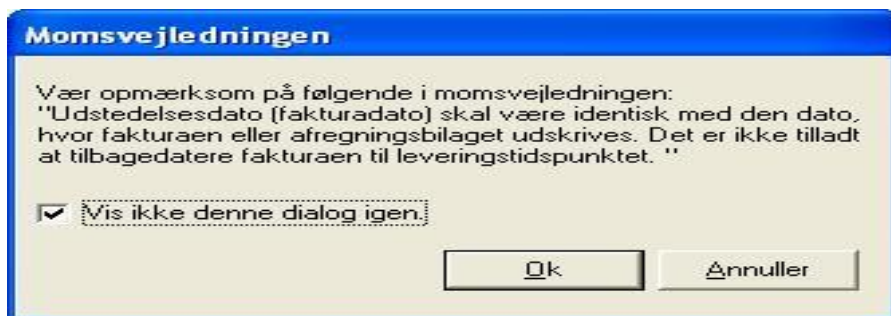 Momsvejledningen
Vær opmærksom på følgende i momsvejledningen:
"Udstedelsesdato (fakturadato) skal være identisk med den dato,
hvor fakturaen eller afregningsbilaget udskrives. Det er ikke tilladt
at tilbagedatere fakturaen til leveringstidspunktet. "
Vis ikke denne dialog igen.
Ok
Annuller